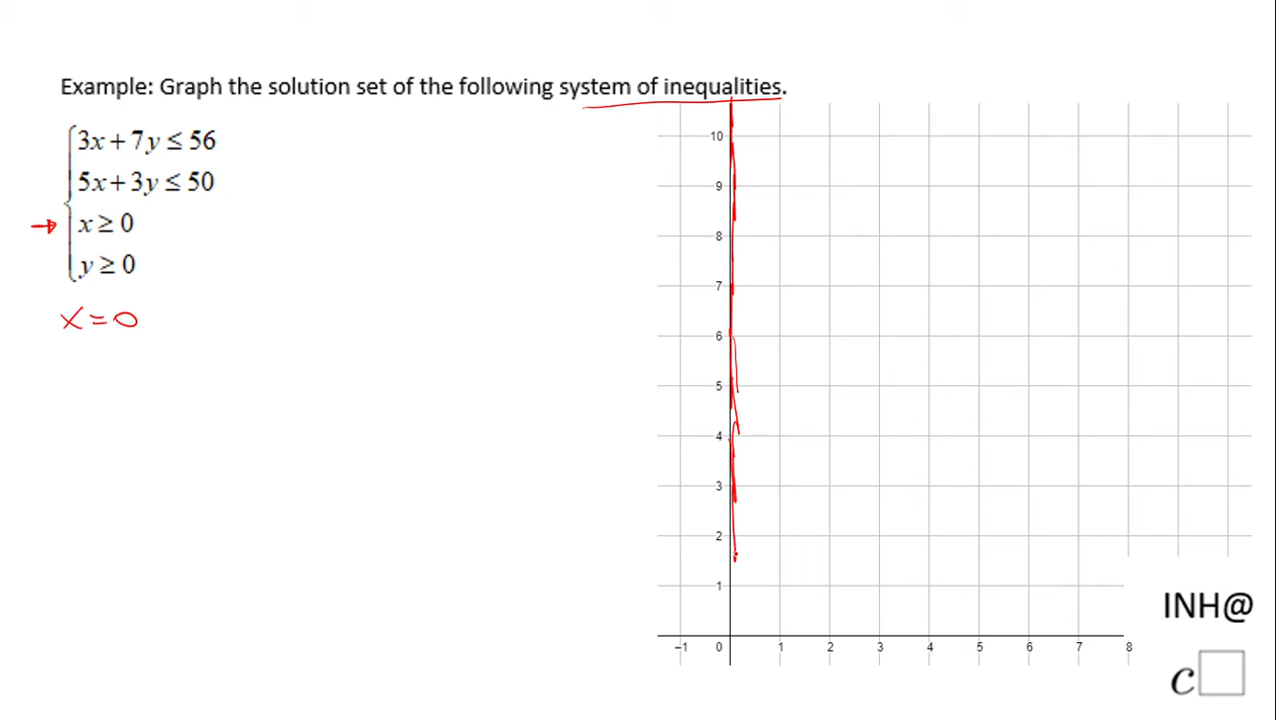 Example: Graph the solution set of the following system of inequalities.
3x + 7y ≤ 56
5x + 3y ≤ 50
x ≥ 0
y ≥ 0
x = 0
10
9
8
7
6
5
4
3
2
1
−1 0 1 2 3 4 5 6 7 8
INH@
c